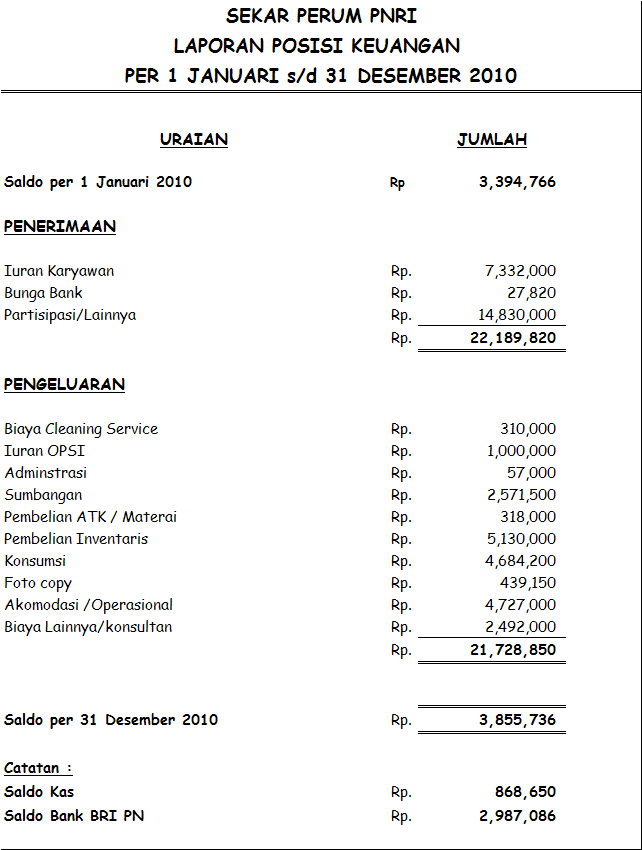 SEKAR PERUM PNRI
LAPORAN POSISI KEUANGAN
PER 1 JANUARI s/d 31 DESEMBER 2010
URAIAN JUMLAH
Saldo per 1 Januari 2010 Rp 3,394,766
PENERIMAAN
Iuran Karyawan Rp. 7,332,000
Bunga Bank Rp. 27,820
Partisipasi/Lainnya Rp. 14,830,000
Rp. 22,189,820
PENGELUARAN
Biaya Cleaning Service Rp. 310,000
Iuran OPSI Rp. 1,000,000
Adminstrasi Rp. 57,000
Sumbangan Rp. 2,571,500
Pembelian ATK / Materai Rp. 318,000
Pembelian Inventaris Rp. 5,130,000
Konsumsi Rp. 4,684,200
Foto copy Rp. 439,150
Akomodasi /Operasional Rp. 4,727,000
Biaya Lainnya/konsultan Rp. 2,492,000
Rp. 21,728,850
Saldo per 31 Desember 2010 Rp. 3,855,736
Catatan :
Saldo Kas Rp. 868,650
Saldo Bank BRI PN Rp. 2,987,086